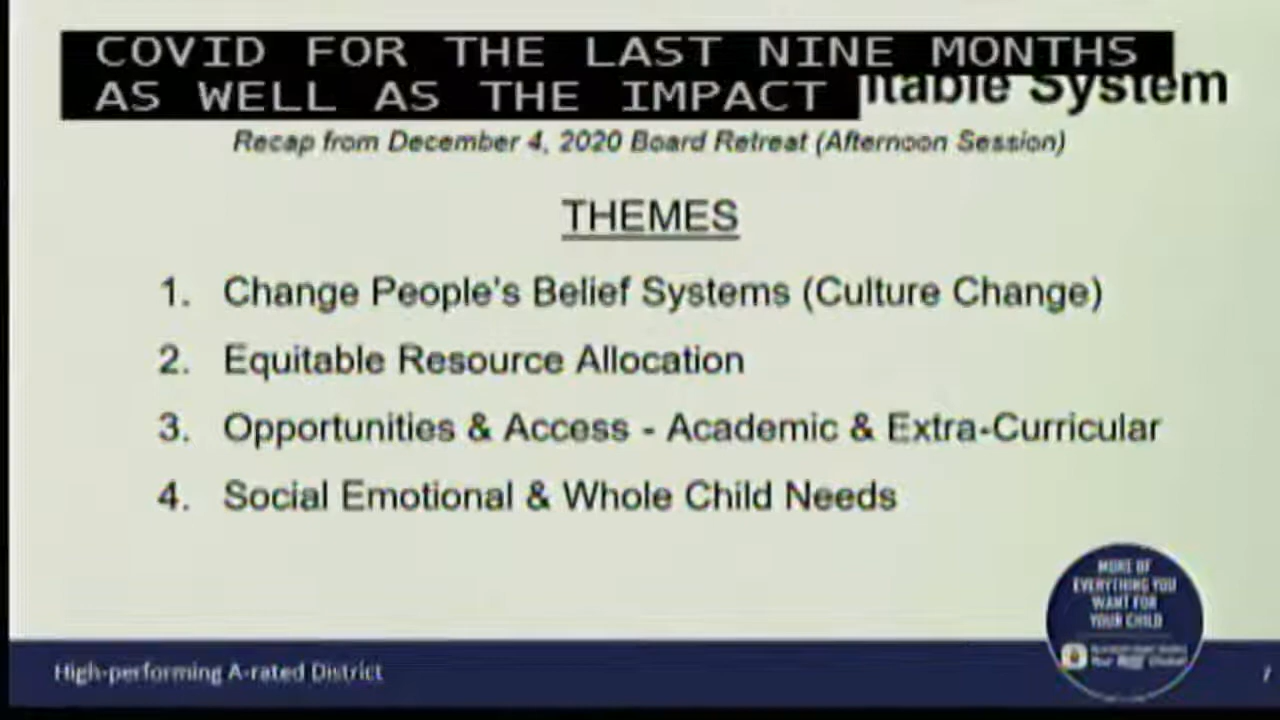 COVID FOR THE LAST NINE MONTHS
AS WELL AS THE IMPACT
System
Recap from December 4, 2020 Board Retreat (Afternoon Session)
THEMES
1. Change People's Belief Systems (Culture Change)
2. Equitable Resource Allocation
3. Opportunities & Access - Academic & Extra-Curricular
4. Social Emotional & Whole Child Needs
MORE OF
EVERYTHING YOU
WANT FOR
YOUR CHILD
High-performing A-rated District